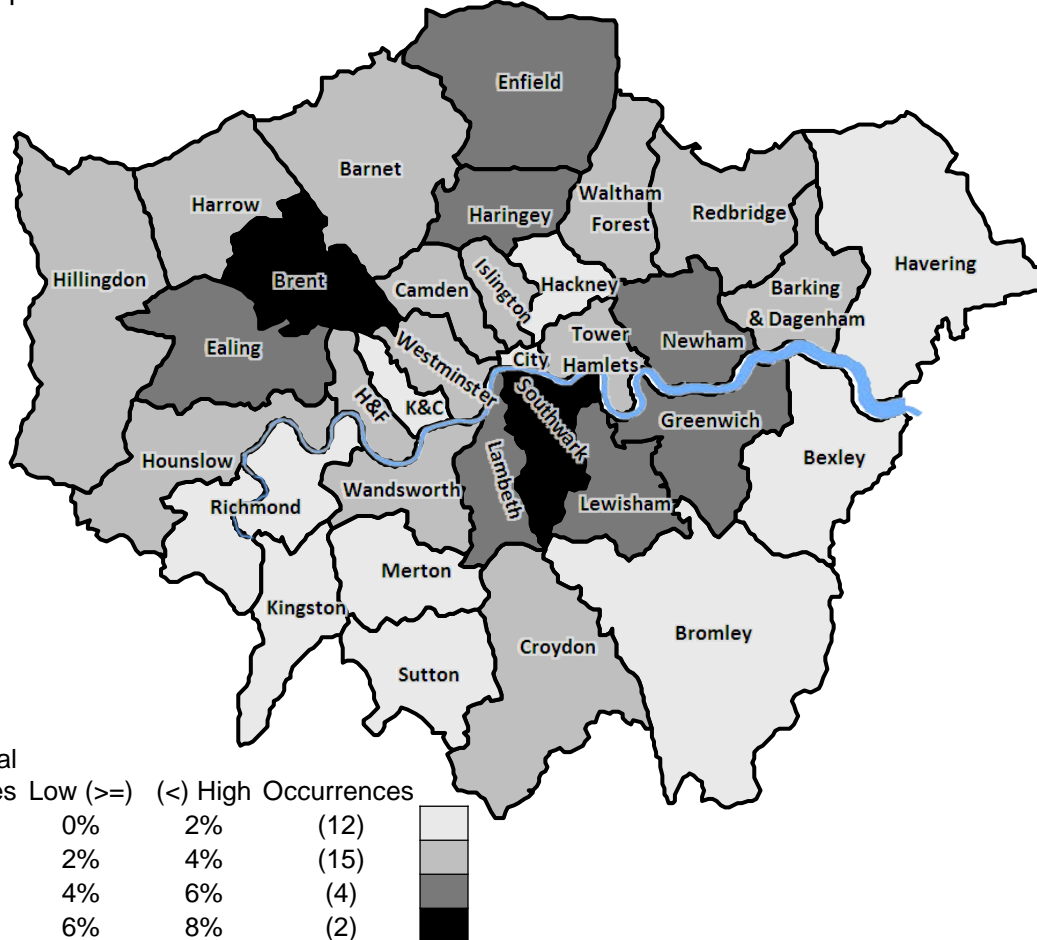 Enfield
Barnet
Harrow
Haringey
Waltham
Forest
Redbridge
Hillingdon
Brent
Camden
Islington
Hackney
Havering
Barking
& Dagenham
Ealing
Westminster
Tower
Hamlets
Newham
City
H&F
K&C
Southwark
Greenwich
Hounslow
Richmond
Wandsworth
Lambeth
Lewisham
Bexley
Merton
Kingston
Sutton
Croydon
Bromley
al
es Low (>=) (<) High Occurrences
0% 2% (12)
2% 4% (15)
4% 6% (4)
6% 8% (2)